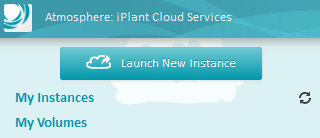 Atmosphere: iPlant Cloud Services
Launch New Instance
My Instances
My Volumes